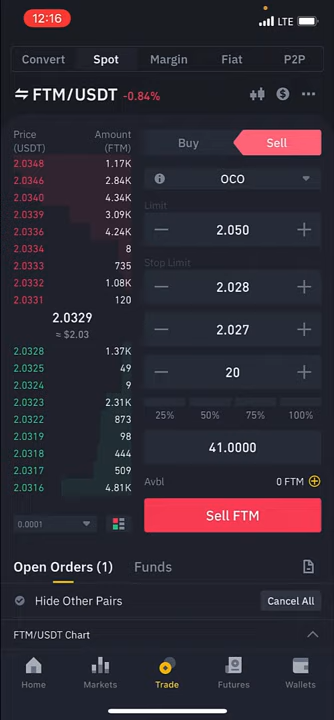 12:16
LTE
Convert Spot Margin Fiat P2P
FTM/USDT -0.84%
Price (USDT) Amount (FTM)
2.0348 1.17K
2.0346 2.84K
2.0340 4.34K
2.0339 3.09K
2.0336 4.24K
2.0334 8
2.0333 735
2.0332 1.08K
2.0331 120
2.0329
≈ $2.03
2.0328 1.37K
2.0325 49
2.0324 9
2.0323 2.31K
2.0322 873
2.0319 98
2.0318 444
2.0317 509
2.0316 4.81K
0.0001
Buy Sell
OCO
Limit
2.050
Stop Limit
2.028
2.027
20
25% 50% 75% 100%
41.0000
Avbl 0 FTM
Sell FTM
Open Orders (1) Funds
Hide Other Pairs Cancel All
FTM/USDT Chart
Home Markets Trade Futures Wallets